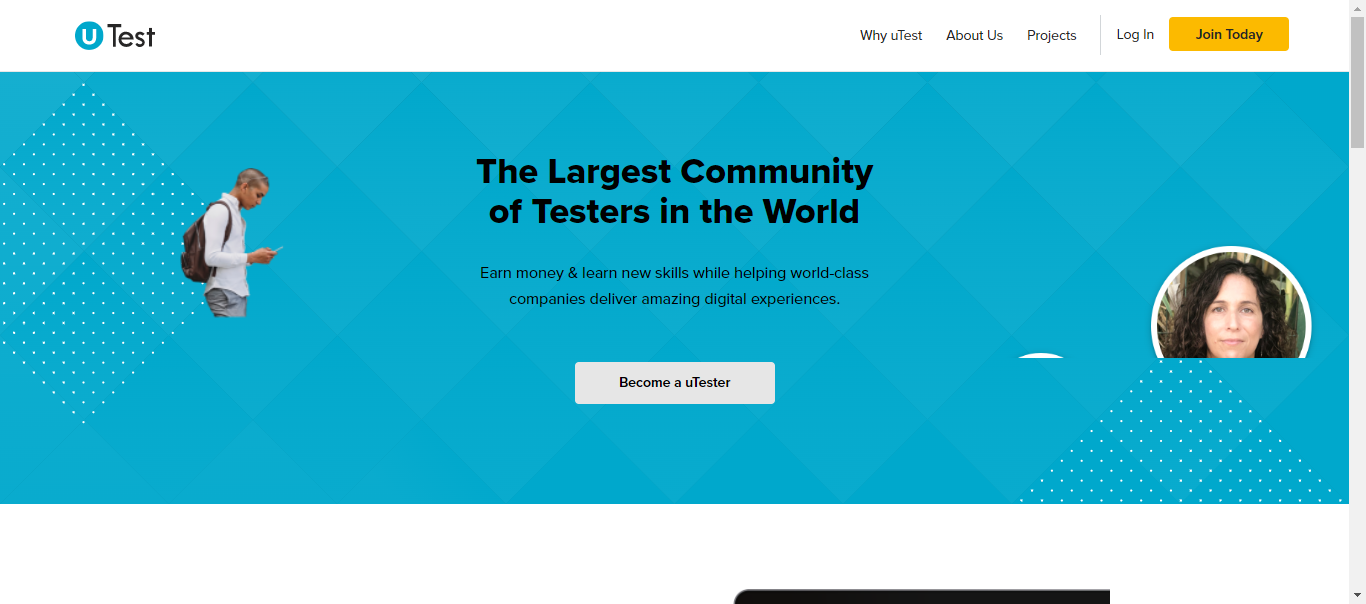 uTest
Why uTest
About Us
Projects
Log In
Join Today
The Largest Community
of Testers in the World
Earn money & learn new skills while helping world-class
companies deliver amazing digital experiences.
Become a uTester